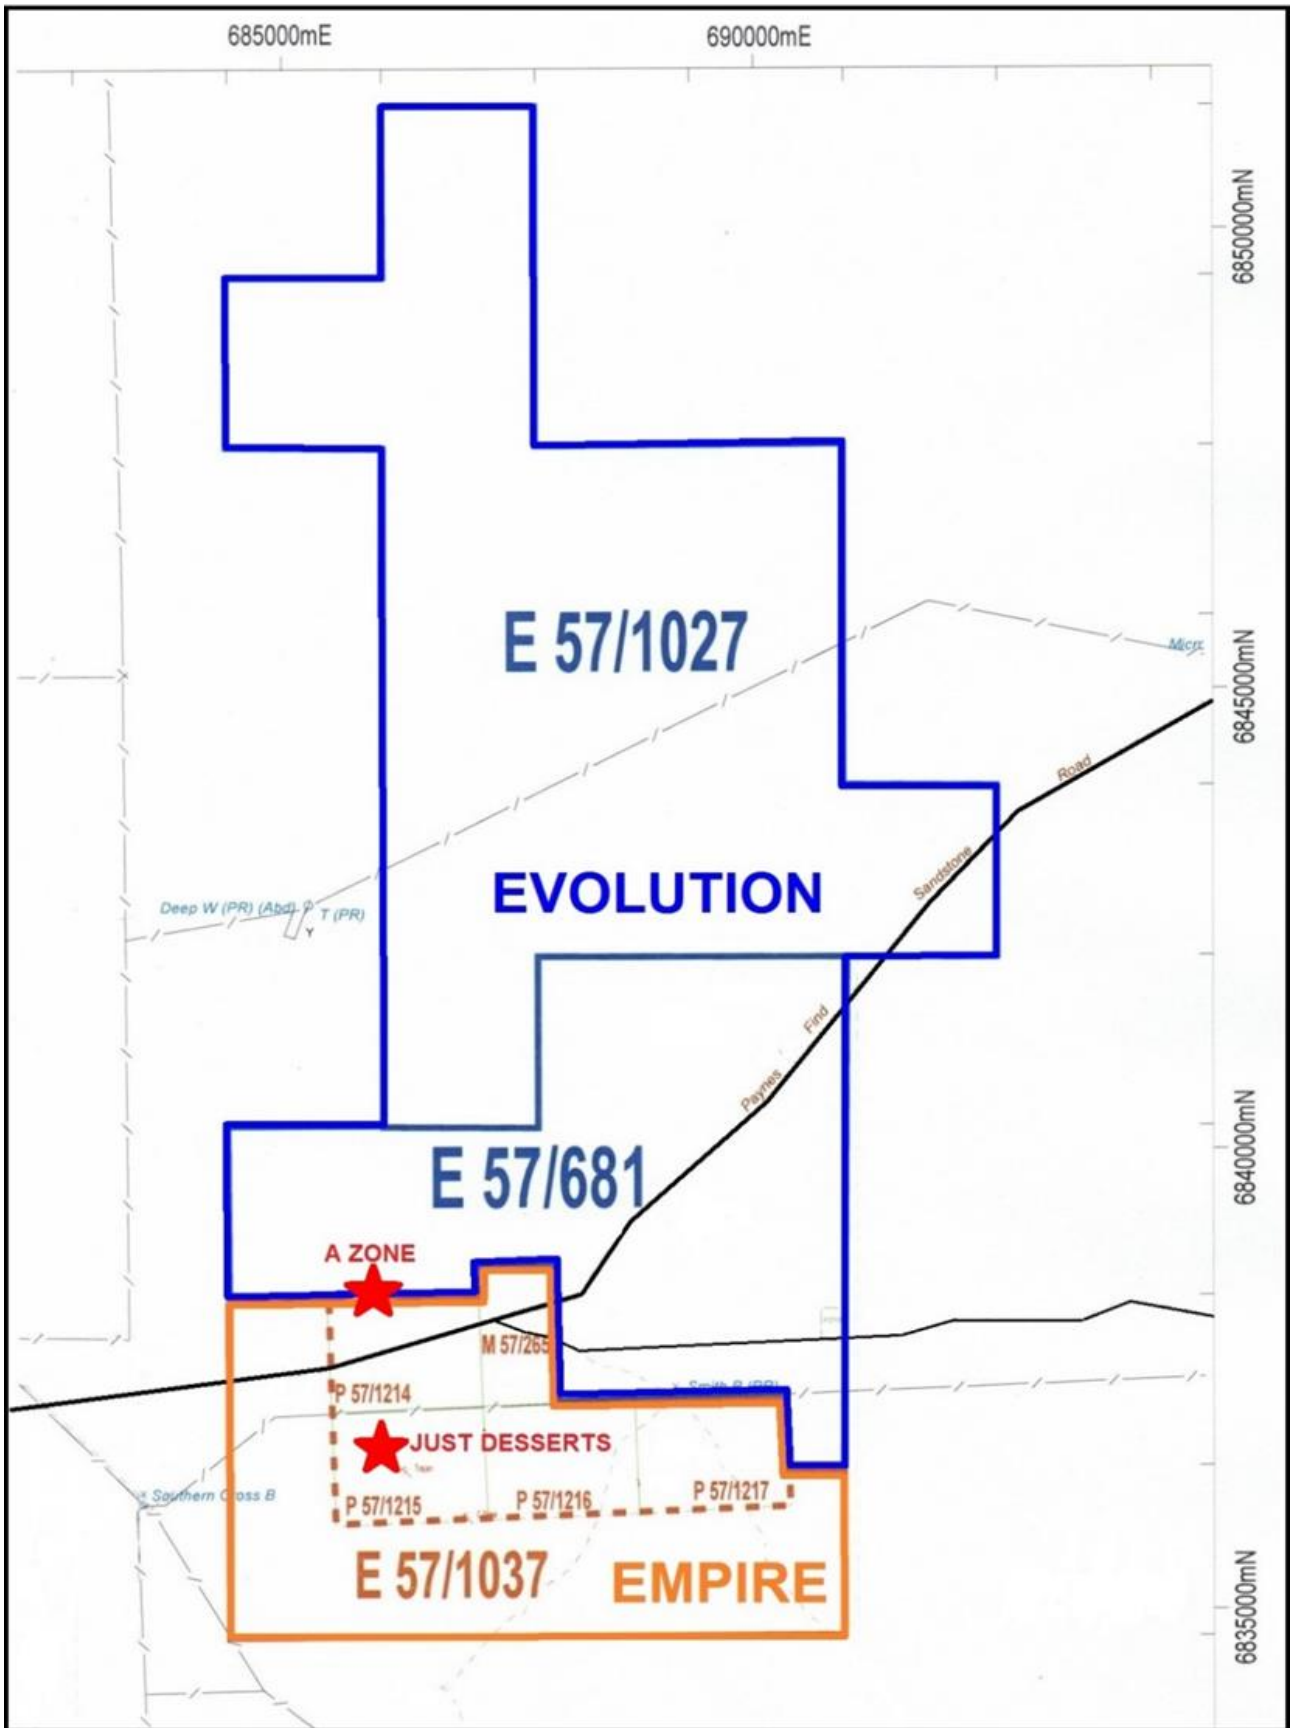 685000mE
690000mE
6850000mN
E 57/1027
Micrc
6845000mN
Road
Sandstone
EVOLUTION
Deep W (PR) (Abd)
T (PR)
Y
Find
Paynes
6840000mN
E 57/681
A ZONE
M 57/265
P 57/1214
Smith B (PR)
JUST DESSERTS
Southern Cross B
P 57/1215
P 57/1216
P 57/1217
E 57/1037
EMPIRE
6835000mN